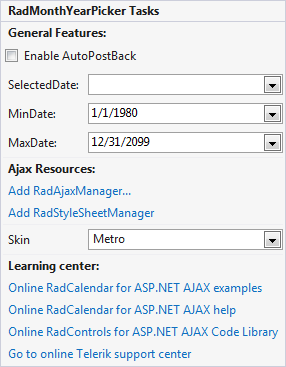 RadMonthYearPicker Tasks
General Features:
Enable AutoPostBack
SelectedDate:
MinDate: 1/1/1980
MaxDate: 12/31/2099
Ajax Resources:
Add RadAjaxManager...
Add RadStyleSheetManager
Skin Metro
Learning center:
Online RadCalendar for ASP.NET AJAX examples
Online RadCalendar for ASP.NET AJAX help
Online RadControls for ASP.NET AJAX Code Library
Go to online Telerik support center